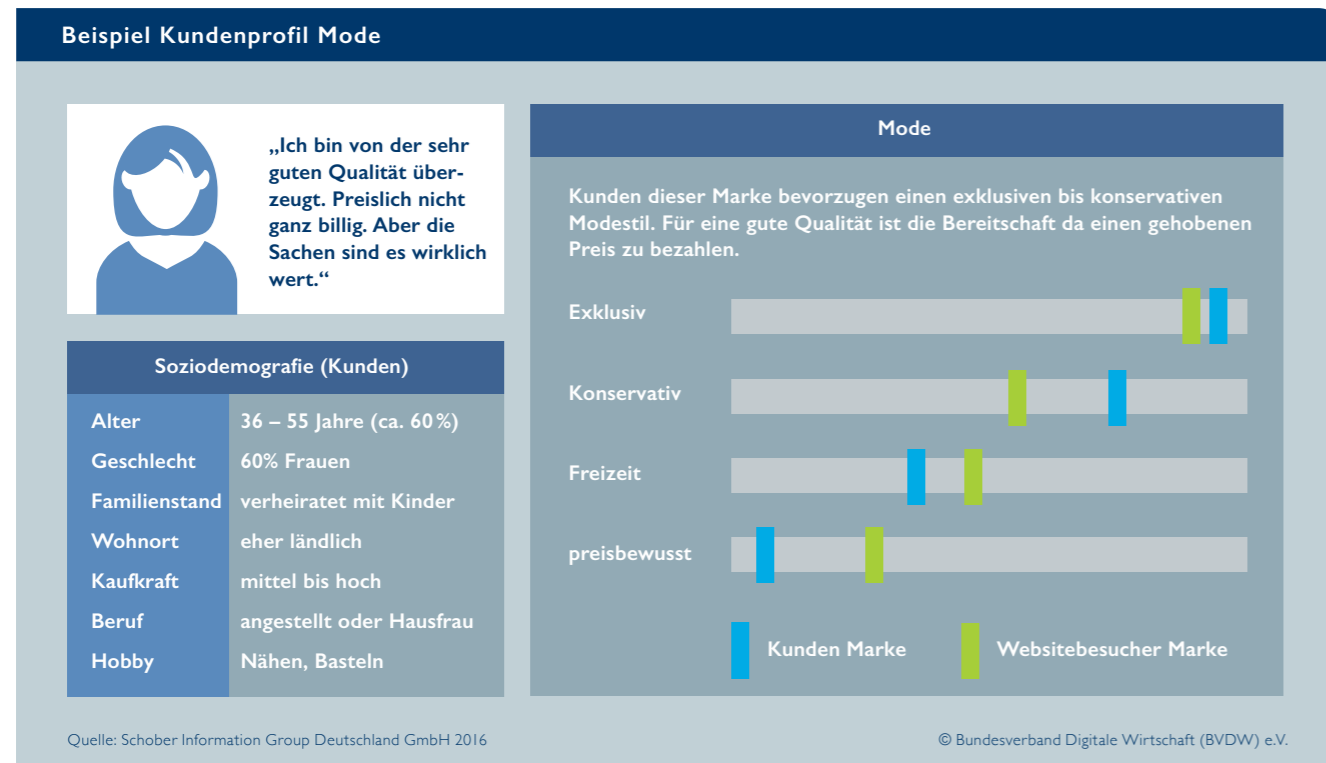 Beispiel Kundenprofil Mode
„Ich bin von der sehr
guten Qualität über-
zeugt. Preislich nicht
ganz billig. Aber die
Sachen sind es wirklich
wert.“
Soziodemografie (Kunden)
Alter 36 – 55 Jahre (ca. 60 %)
Geschlecht 60% Frauen
Familienstand verheiratet mit Kinder
Wohnort eher ländlich
Kaufkraft mittel bis hoch
Beruf angestellt oder Hausfrau
Hobby Nähen, Basteln
Mode
Kunden dieser Marke bevorzugen einen exklusiven bis konservativen
Modestil. Für eine gute Qualität ist die Bereitschaft da einen gehobenen
Preis zu bezahlen.
Exklusiv
Konservativ
Freizeit
preisbewusst
Kunden Marke Websitebesucher Marke
Quelle: Schober Information Group Deutschland GmbH 2016
© Bundesverband Digitale Wirtschaft (BVDW) e.V.